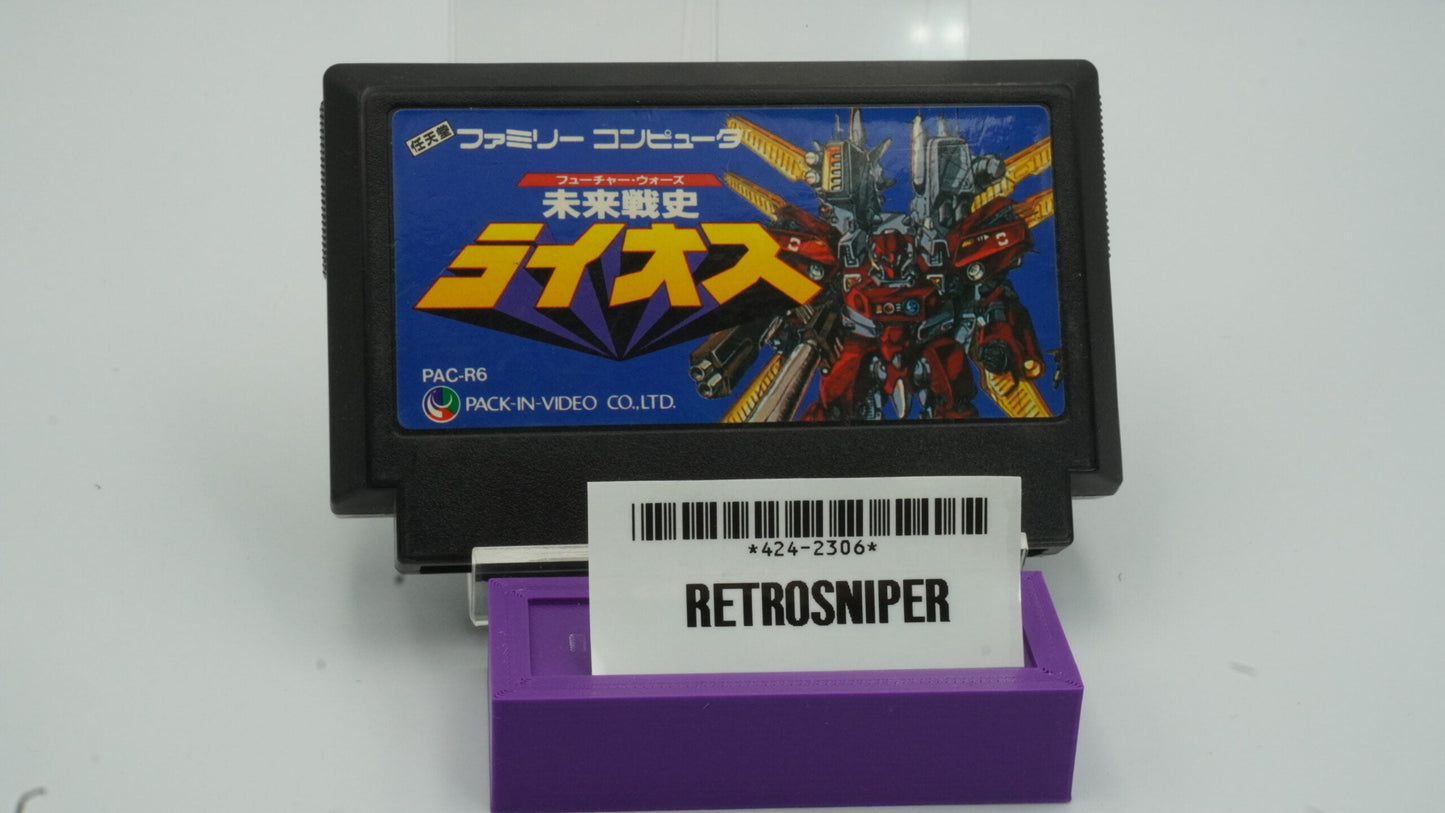 任天堂 ファミリー コンピュータ
フューチャー・ウォーズ
未来戦史
ライオス
PAC-R6
PACK-IN-VIDEO CO.,LTD.
*424-2306*
RETROSNIPER